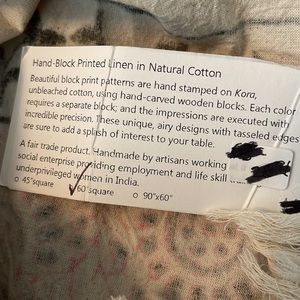 Hand-Block Printed Linen in Natural Cotton
Beautiful block print patterns are hand stamped on Kora,
unbleached cotton, using hand-carved wooden blocks. Each color
requires a separate block; and the impressions are executed with
incredible precision. These unique, airy designs with tasseled edges
are sure to add a splash of interest to your table.
A fair trade product. Handmade by artisans working
social enterprise providing employment and life skill
underprivileged women in India.
○ 45"square ✓ 60"square ○ 90"x60"